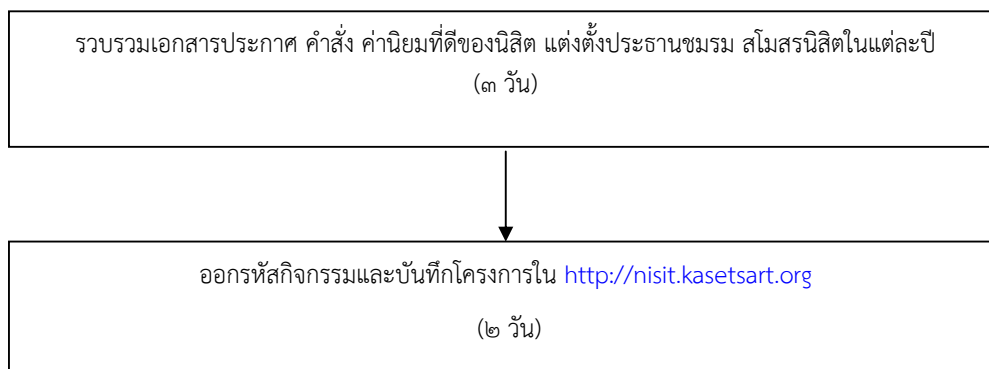 รวบรวมเอกสารประกาศ คำสั่ง ค่านิยมที่ดีของนิสิต แต่งตั้งประธานชมรม สโมสรนิสิตในแต่ละปี
(๓ วัน)
ออกรหัสกิจกรรมและบันทึกโครงการใน http://nisit.kasetsart.org
(๒ วัน)